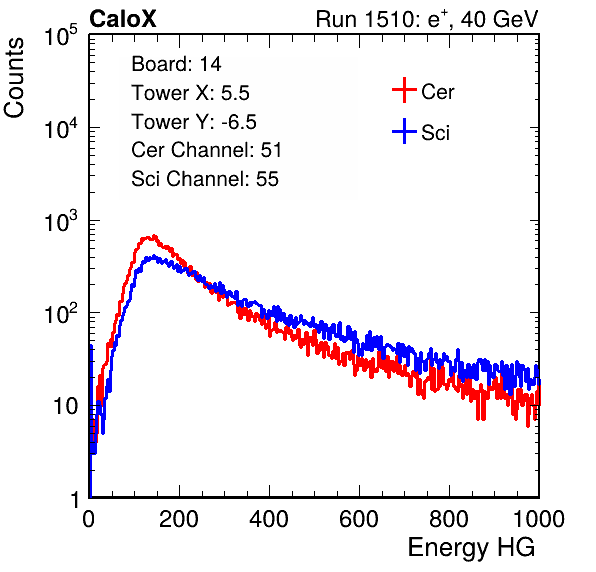 CaloX Run 1510: e⁺, 40 GeV
Counts
10⁵
10⁴
10³
10²
10
1
Board: 14
Tower X: 5.5
Tower Y: -6.5
Cer Channel: 51
Sci Channel: 55
Cer
Sci
0 200 400 600 800 1000
Energy HG